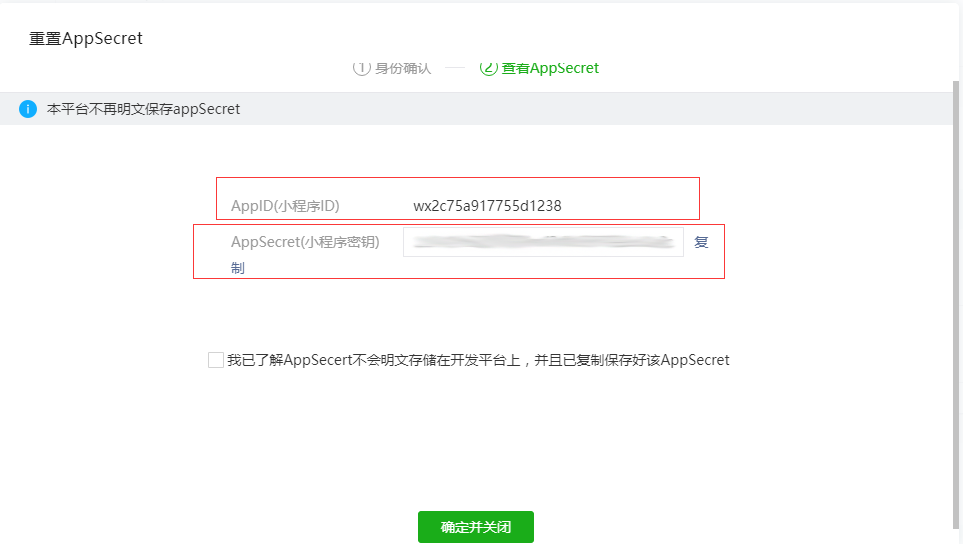 重置AppSecret
① 身份确认 ② 查看AppSecret
本平台不再明文保存appSecret
AppID(小程序ID) wx2c75a917755d1238
AppSecret(小程序密钥) 复
制
我已了解AppSecert不会明文存储在开发平台上，并且已复制保存好该AppSecret
确定并关闭